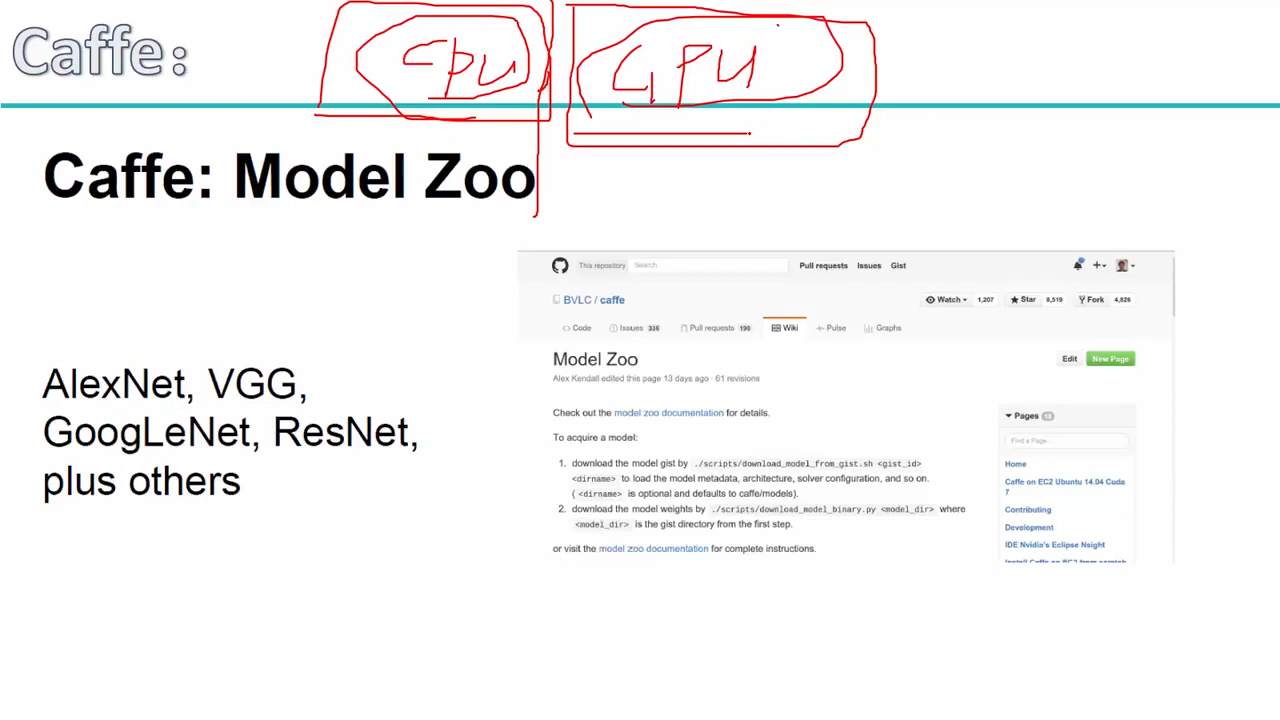 Caffe:
CPU GPU
Caffe: Model Zoo
AlexNet, VGG,
GoogLeNet, ResNet,
plus others
This repository Search Pull requests Issues Gist
BVLC / caffe Watch 1,207 Star 8,519 Fork 4,826
Code Issues 336 Pull requests 190 Wiki Pulse Graphs
Model Zoo Edit New Page
Alex Kendall edited this page 13 days ago · 61 revisions
Check out the model zoo documentation for details.
To acquire a model:
1. download the model gist by ./scripts/download_model_from_gist.sh <gist_id>
<dirname> to load the model metadata, architecture, solver configuration, and so on.
( <dirname> is optional and defaults to caffe/models).
2. download the model weights by ./scripts/download_model_binary.py <model_dir> where
<model_dir> is the gist directory from the first step.
or visit the model zoo documentation for complete instructions.
Pages 13
Find a Page…
Home
Caffe on EC2 Ubuntu 14.04 Cuda
7
Contributing
Development
IDE Nvidia's Eclipse Nsight
Install Caffe on EC2 from scratch